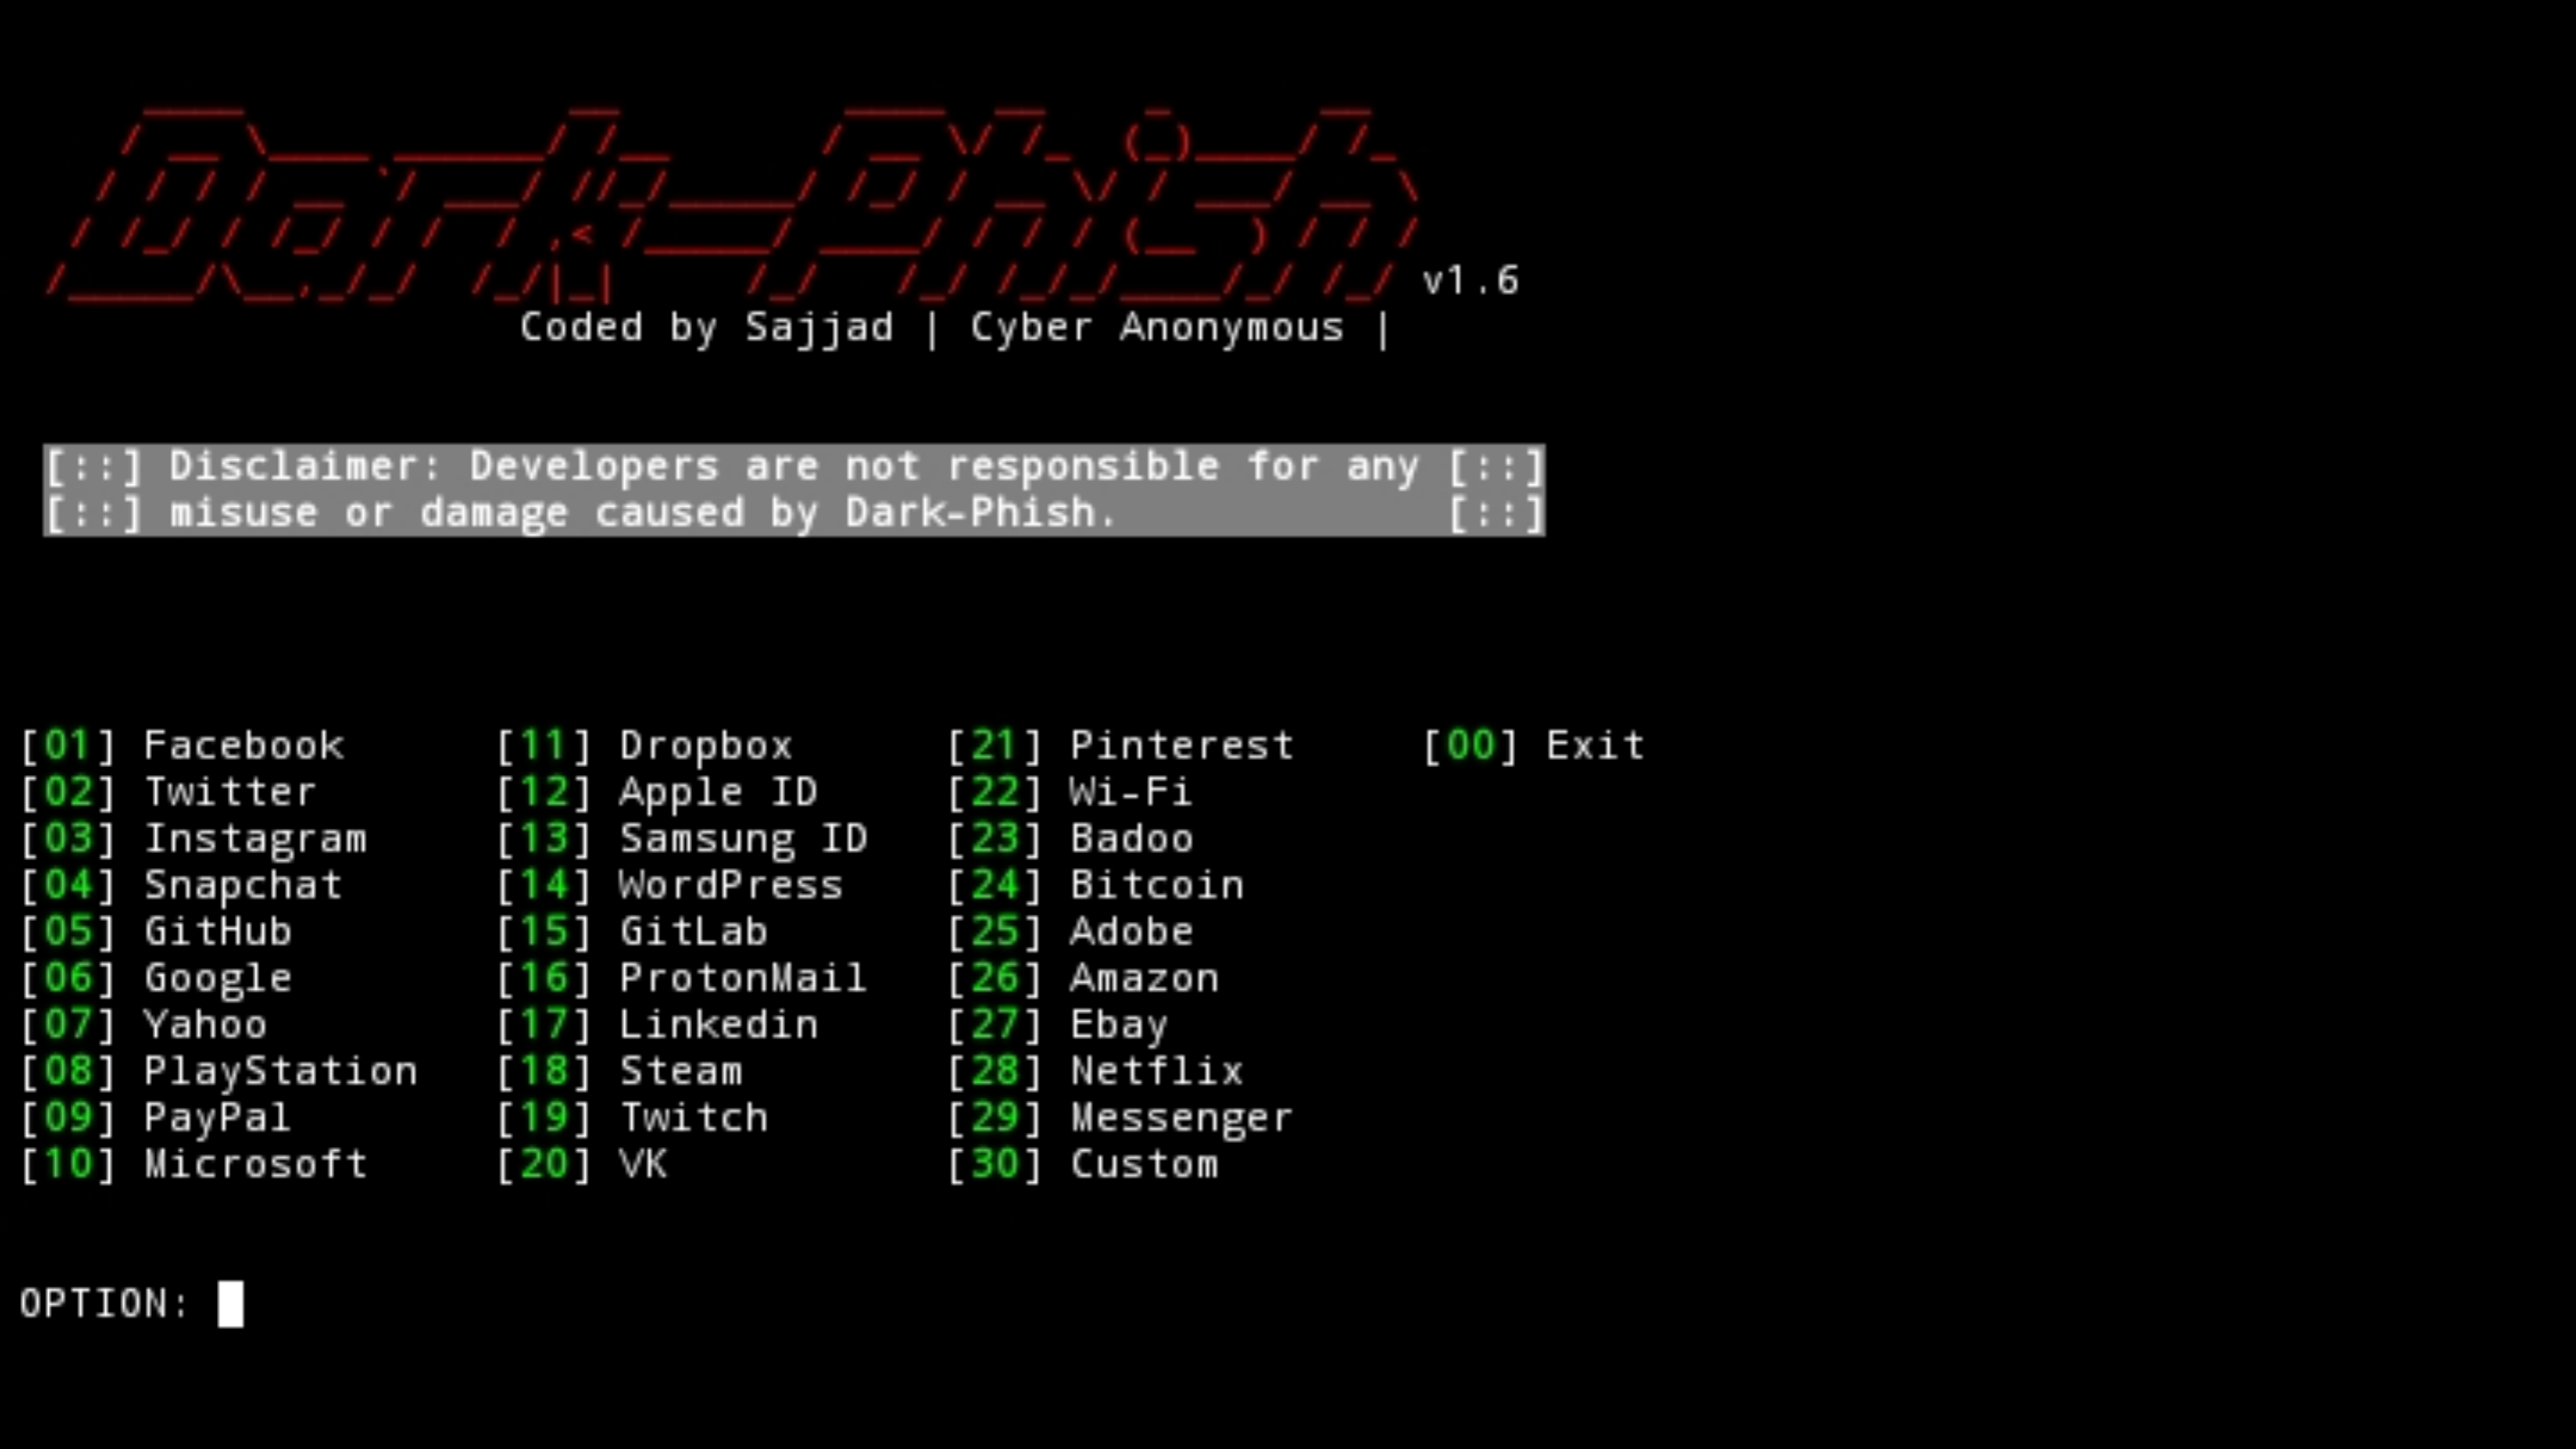 Dark-Phish v1.6
Coded by Sajjad | Cyber Anonymous |
[::] Disclaimer: Developers are not responsible for any [::]
[::] misuse or damage caused by Dark-Phish. [::]
[01] Facebook [11] Dropbox [21] Pinterest [00] Exit
[02] Twitter [12] Apple ID [22] Wi-Fi
[03] Instagram [13] Samsung ID [23] Badoo
[04] Snapchat [14] WordPress [24] Bitcoin
[05] GitHub [15] GitLab [25] Adobe
[06] Google [16] ProtonMail [26] Amazon
[07] Yahoo [17] Linkedin [27] Ebay
[08] PlayStation [18] Steam [28] Netflix
[09] PayPal [19] Twitch [29] Messenger
[10] Microsoft [20] VK [30] Custom
OPTION: